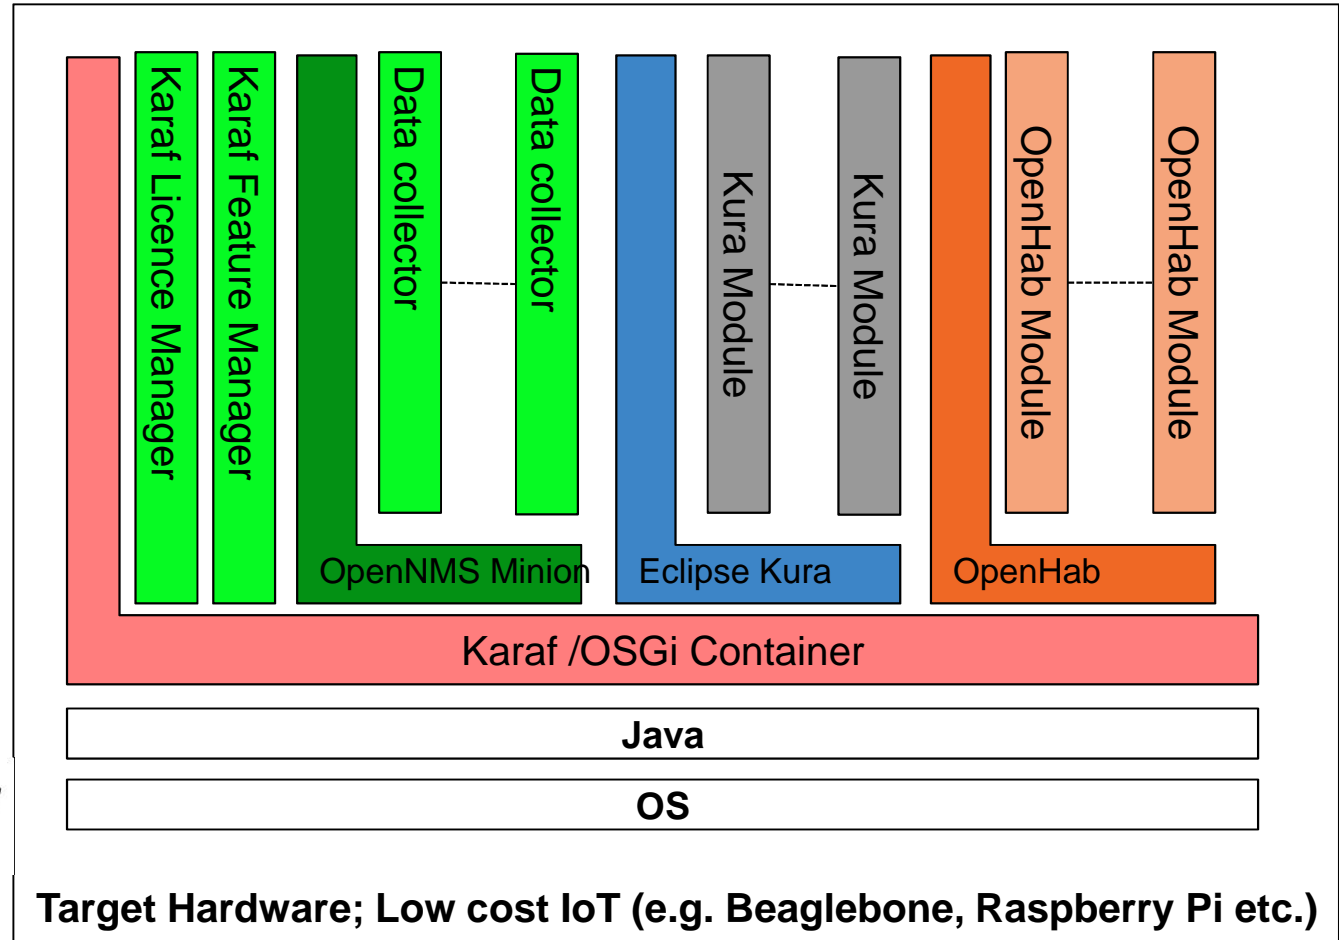 Karaf Licence Manager
Karaf Feature Manager
Data collector
Data collector
Kura Module
Kura Module
OpenHab Module
OpenHab Module
OpenNMS Minion
Eclipse Kura
OpenHab
Karaf /OSGi Container
Java
OS
Target Hardware; Low cost IoT (e.g. Beaglebone, Raspberry Pi etc.)